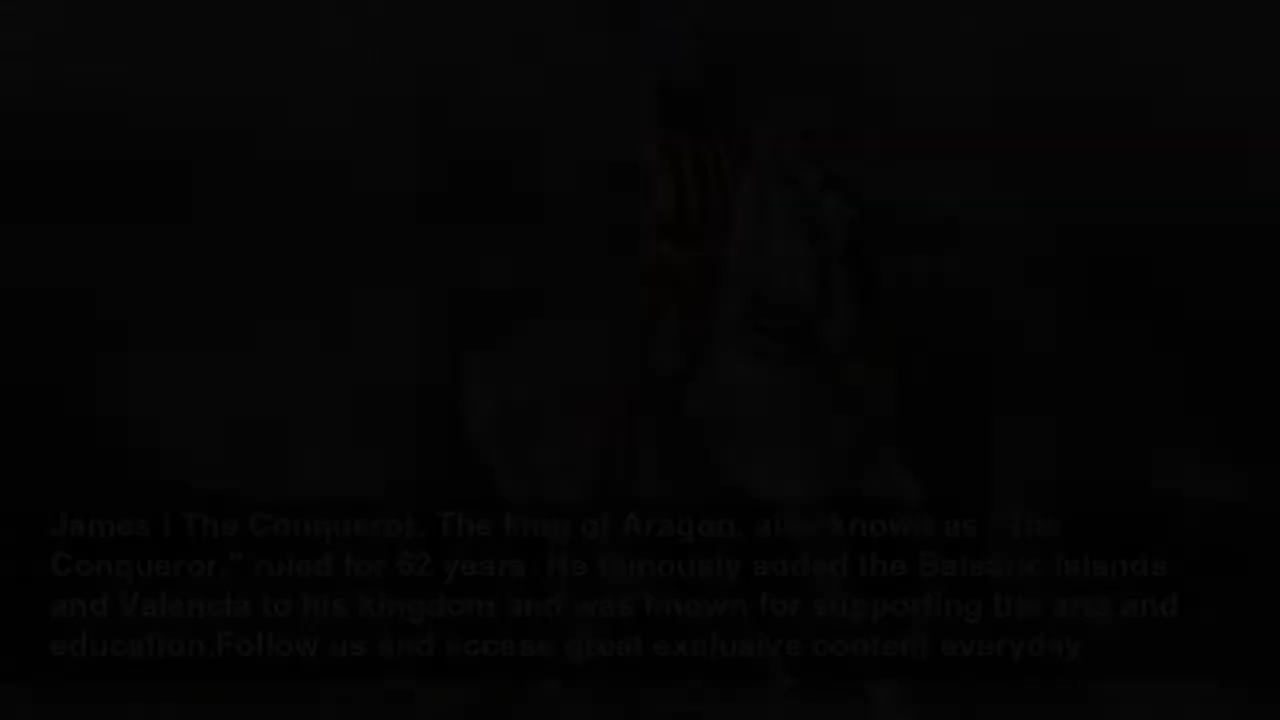 James I The Conqueror. The King of Aragon, also known as "The
Conqueror," ruled for 62 years. He famously added the Balearic Islands
and Valencia to his kingdom and was known for supporting the arts and
education.Follow us and access great exclusive content everyday